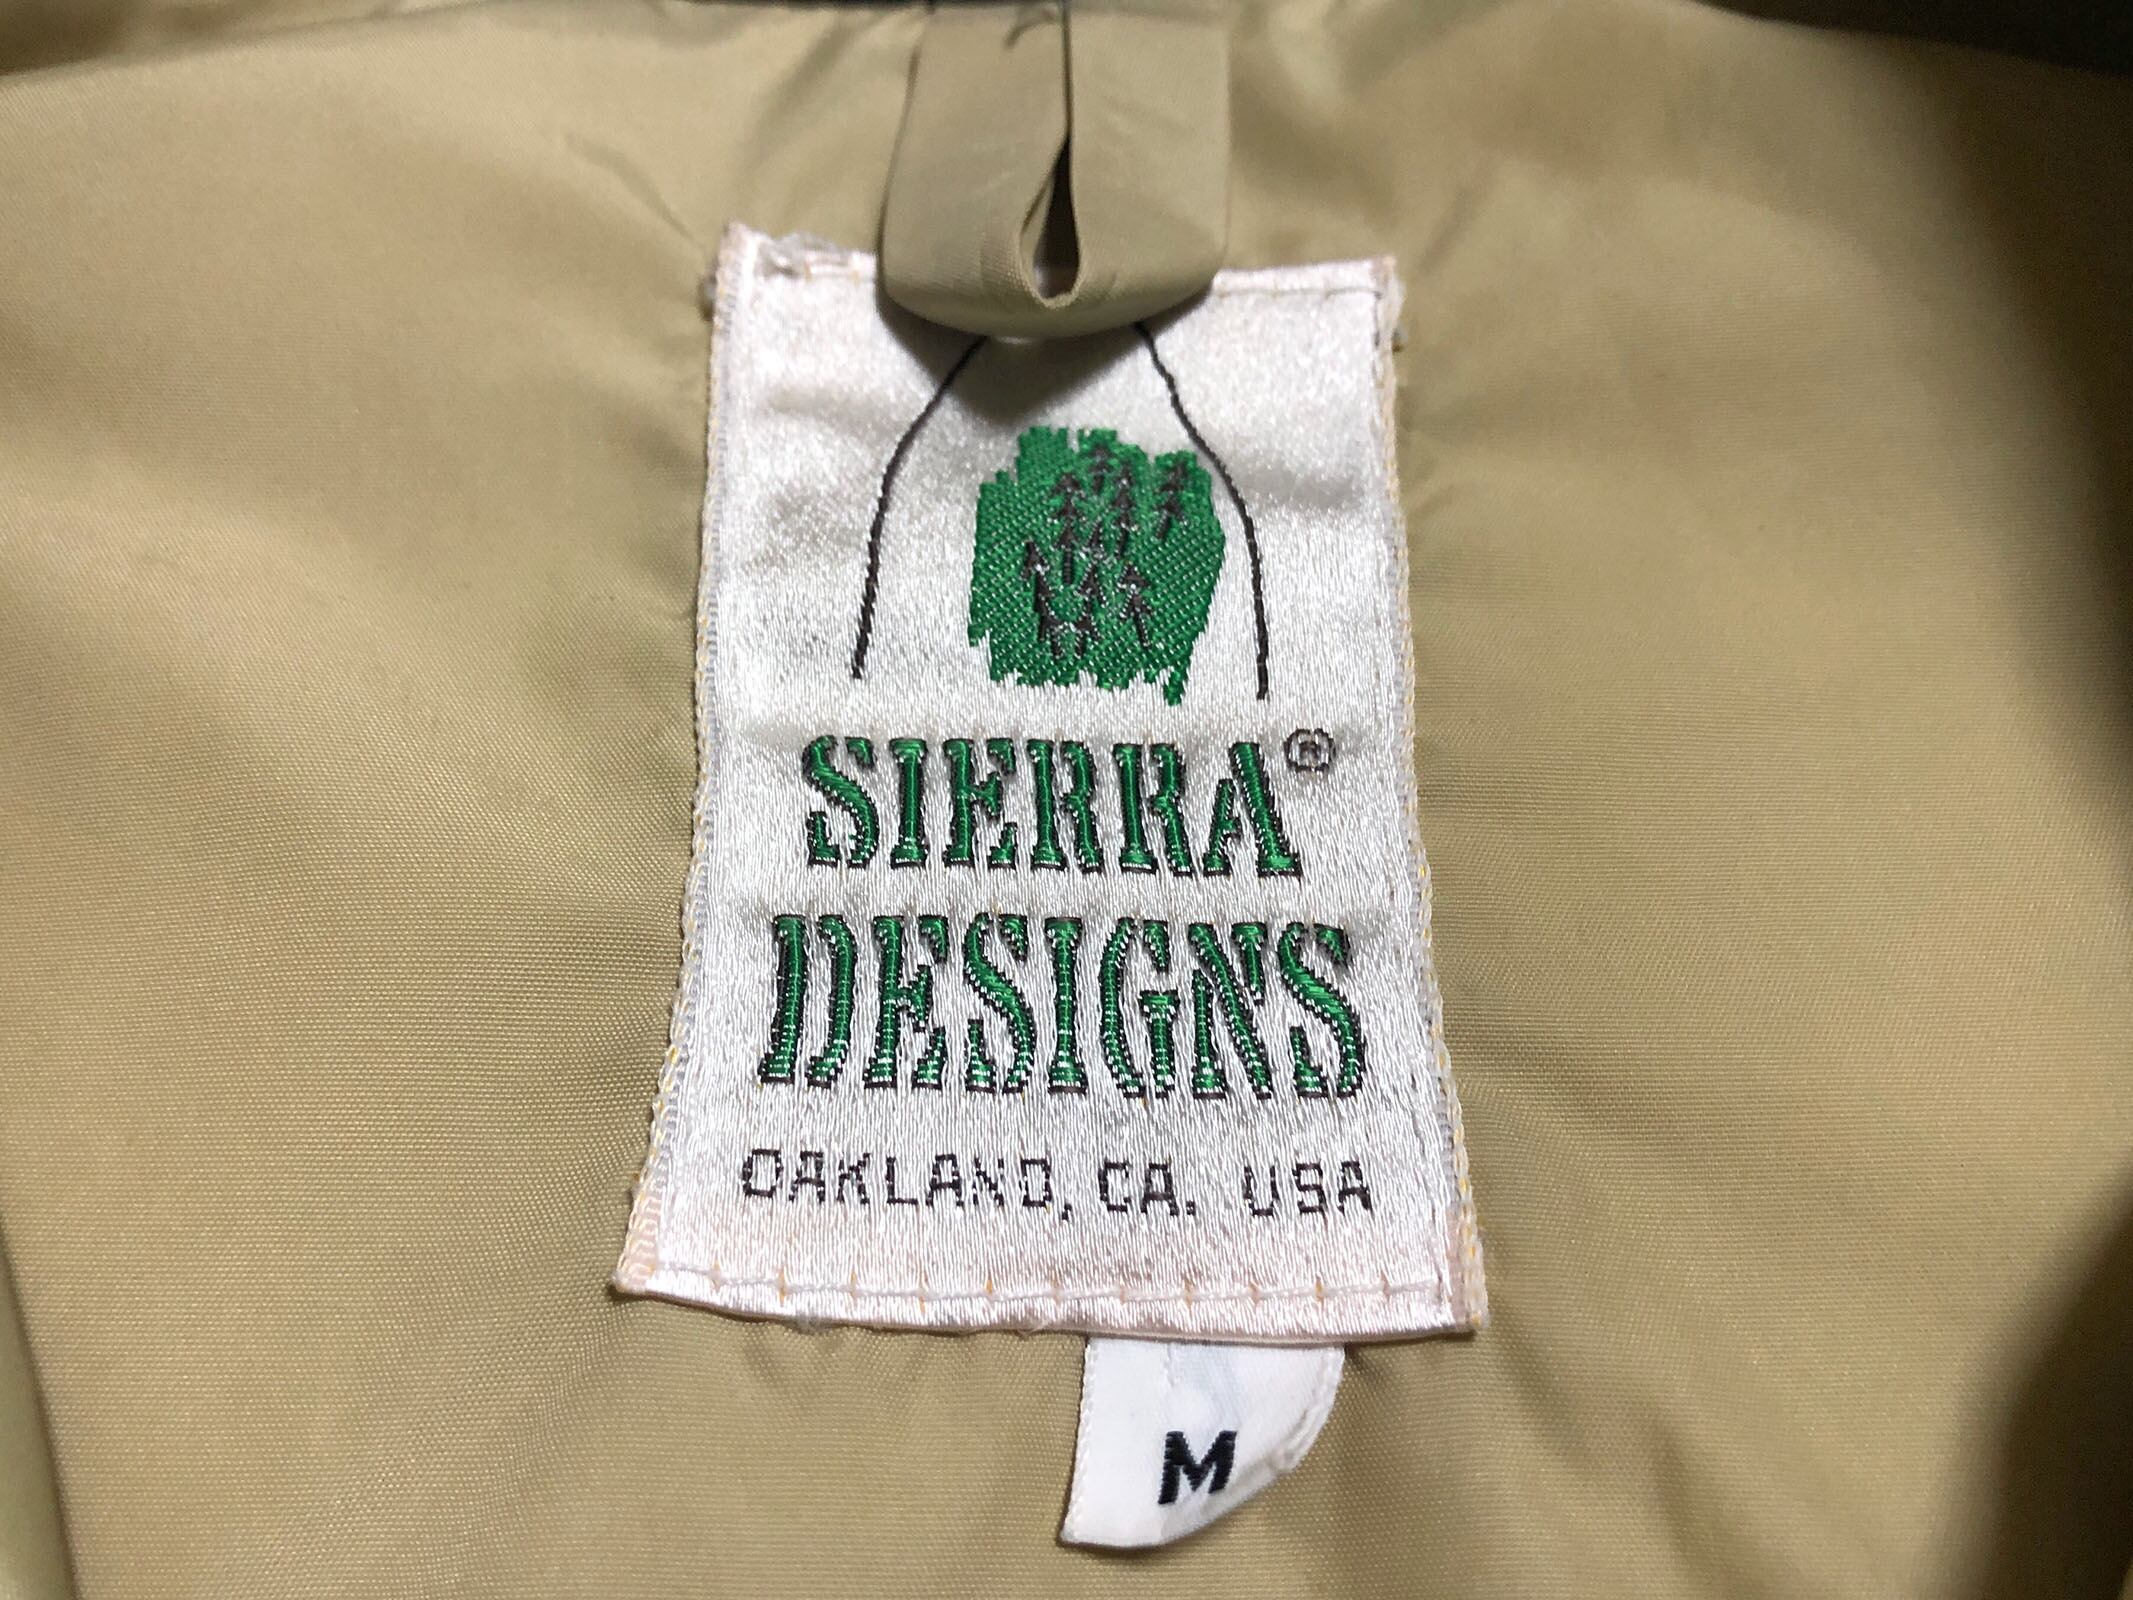 SIERRA®
DESIGNS
OAKLAND, CA. USA
M